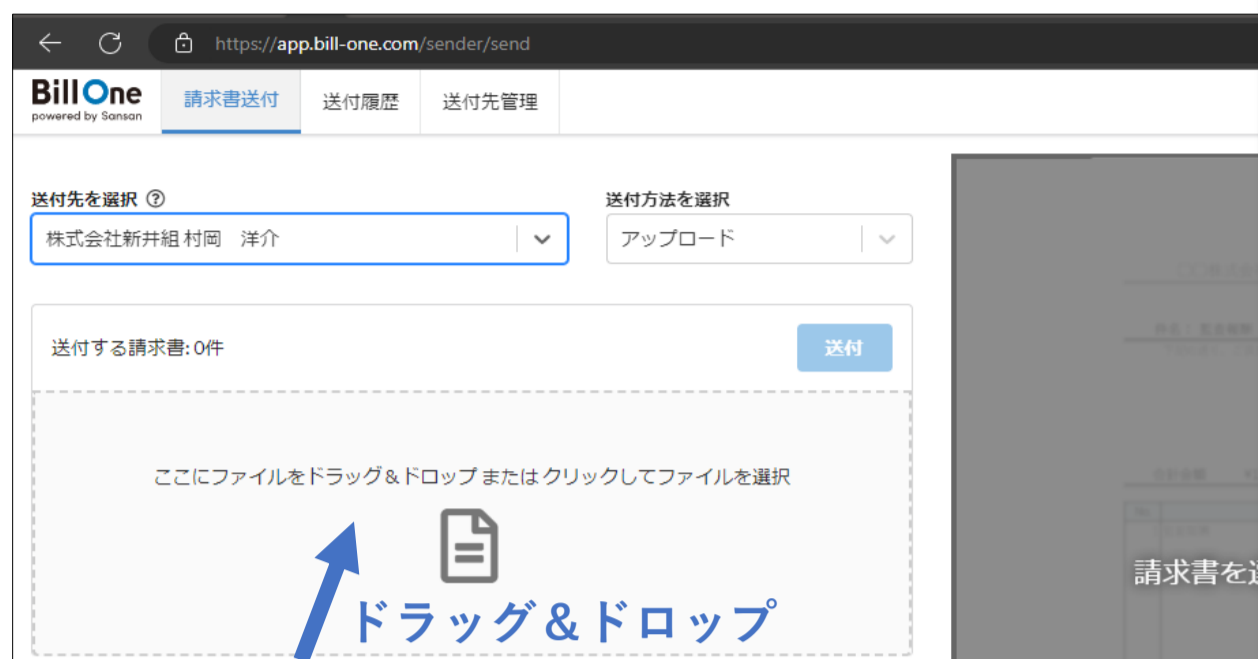 https://app.bill-one.com/sender/send
Bill One
powered by Sansan
請求書送付
送付履歴
送付先管理
送付先を選択
送付方法を選択
株式会社新井組 村岡　洋介
アップロード
送付する請求書: 0件
送付
ここにファイルをドラッグ&ドロップ または クリックしてファイルを選択
ドラッグ&ドロップ
No.
請求書を